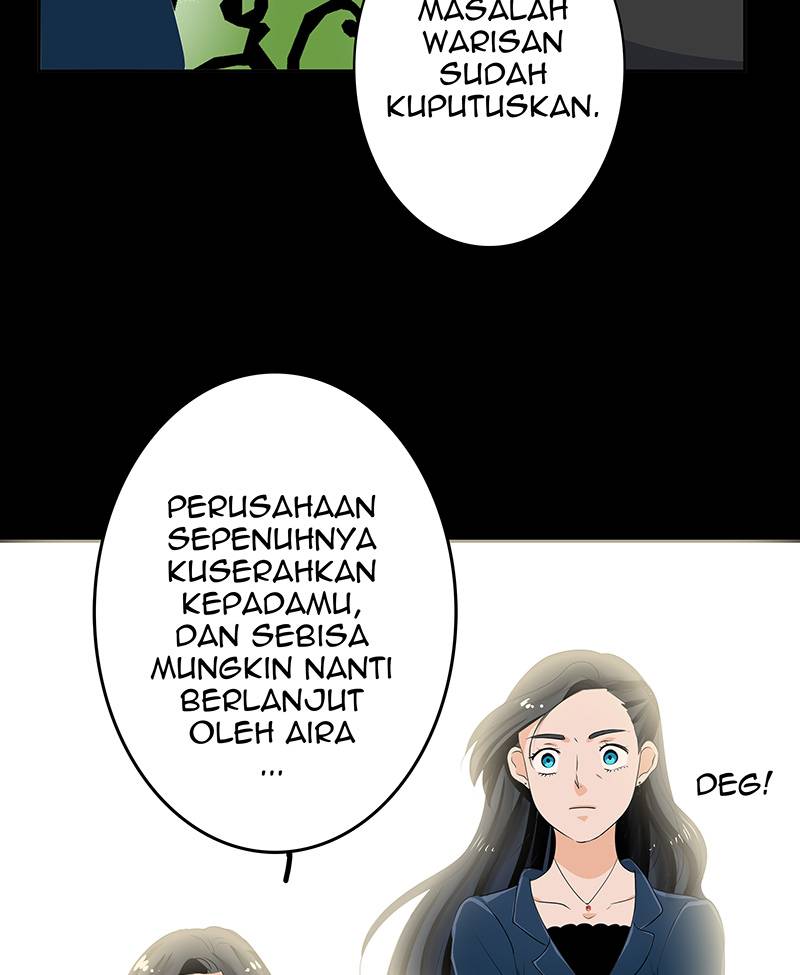 MASALAH
WARISAN
SUDAH
KUPUTUSKAN.
PERUSAHAAN
SEPENUHNYA
KUSERAHKAN
KEPADAMU,
DAN SEBISA
MUNGKIN NANTI
BERLANJUT
OLEH AIRA
...
DEG!